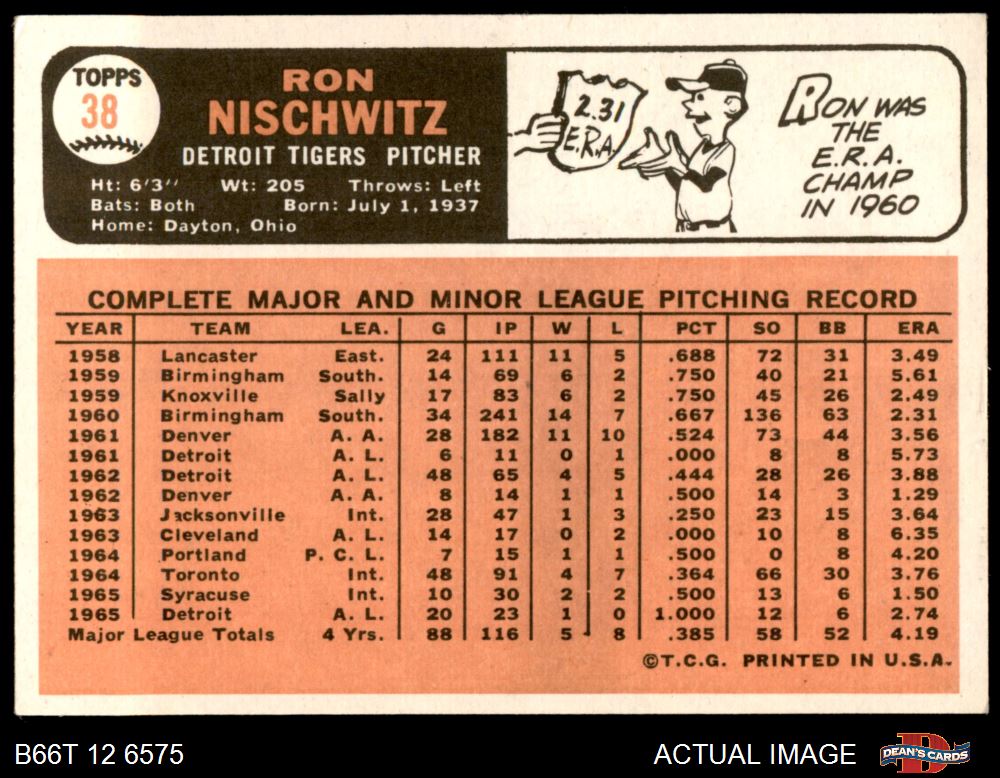 TOPPS
38
RON
NISCHWITZ
DETROIT TIGERS PITCHER
Ht: 6'3" Wt: 205 Throws: Left
Bats: Both Born: July 1, 1937
Home: Dayton, Ohio
2.31
E.R.A.
RON WAS
THE
E.R.A.
CHAMP
IN 1960
COMPLETE MAJOR AND MINOR LEAGUE PITCHING RECORD
YEAR TEAM LEA. G IP W L PCT SO BB ERA
1958 Lancaster East. 24 111 11 5 .688 72 31 3.49
1959 Birmingham South. 14 69 6 2 .750 40 21 5.61
1959 Knoxville Sally 17 83 6 2 .750 45 26 2.49
1960 Birmingham South. 34 241 14 7 .667 136 63 2.31
1961 Denver A. A. 28 182 11 10 .524 73 44 3.56
1961 Detroit A. L. 6 11 0 1 .000 8 8 5.73
1962 Detroit A. L. 48 65 4 5 .444 28 26 3.88
1962 Denver A. A. 8 14 1 1 .500 14 3 1.29
1963 Jacksonville Int. 28 47 1 3 .250 23 15 3.64
1963 Cleveland A. L. 14 17 0 2 .000 10 8 6.35
1964 Portland P. C. L. 7 15 1 1 .500 0 8 4.20
1964 Toronto Int. 48 91 4 7 .364 66 30 3.76
1965 Syracuse Int. 10 30 2 2 .500 13 6 1.50
1965 Detroit A. L. 20 23 1 0 1.000 12 6 2.74
Major League Totals 4 Yrs. 88 116 5 8 .385 58 52 4.19
©T.C.G. PRINTED IN U.S.A.
B66T 12 6575 ACTUAL IMAGE DEAN'S CARDS